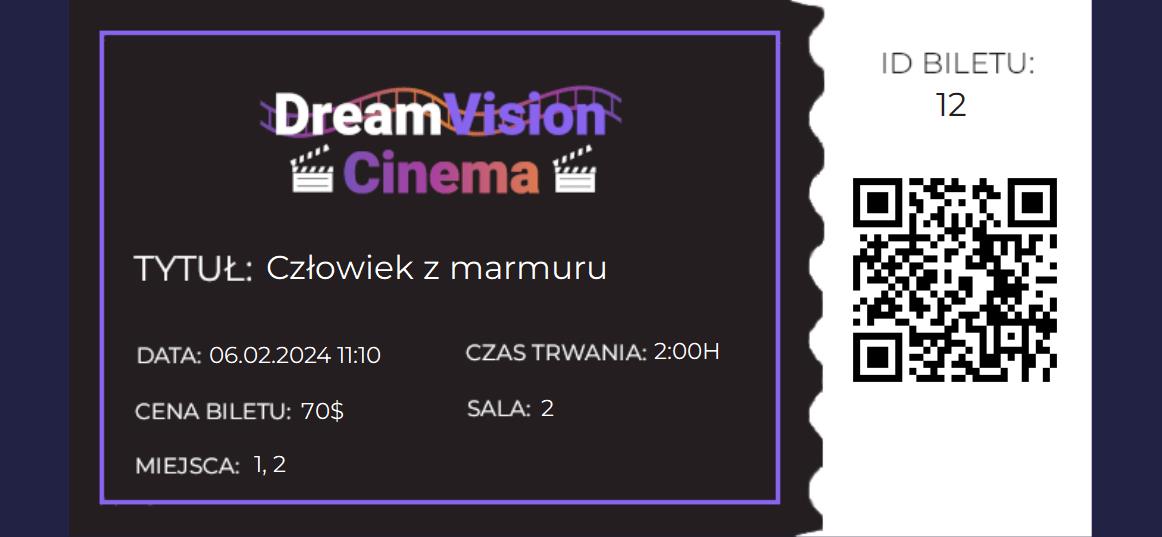 DreamVision
Cinema
TYTUŁ: Człowiek z marmuru
DATA: 06.02.2024 11:10
CZAS TRWANIA: 2:00H
CENA BILETU: 70$
SALA: 2
MIEJSCA: 1, 2
ID BILETU:
12